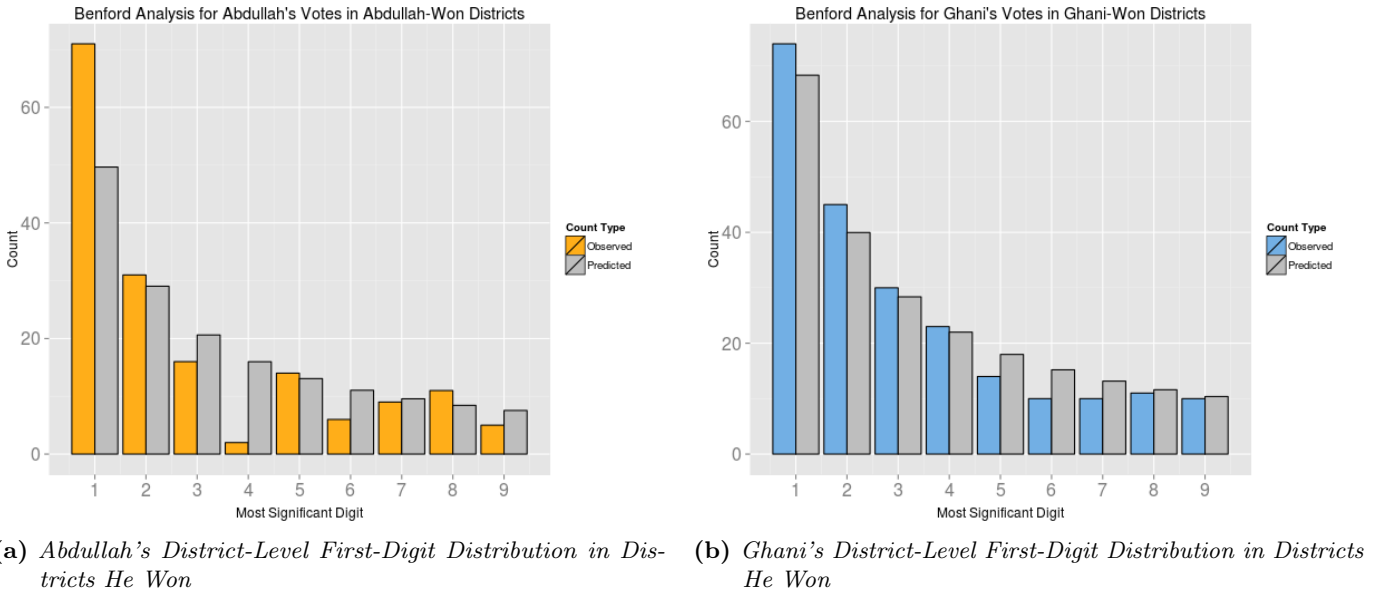 Benford Analysis for Abdullah's Votes in Abdullah-Won Districts
Count
60
40
20
0
1 2 3 4 5 6 7 8 9
Most Significant Digit
Count Type
Observed
Predicted
a) Abdullah's District-Level First-Digit Distribution in Dis-
tricts He Won
Benford Analysis for Ghani's Votes in Ghani-Won Districts
Count
60
40
20
0
1 2 3 4 5 6 7 8 9
Most Significant Digit
Count Type
Observed
Predicted
(b) Ghani's District-Level First-Digit Distribution in Districts
He Won